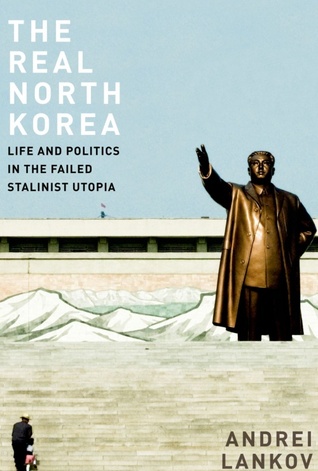 THE
REAL
NORTH
KOREA
LIFE AND POLITICS
IN THE FAILED
STALINIST UTOPIA
ANDREI
LANKOV